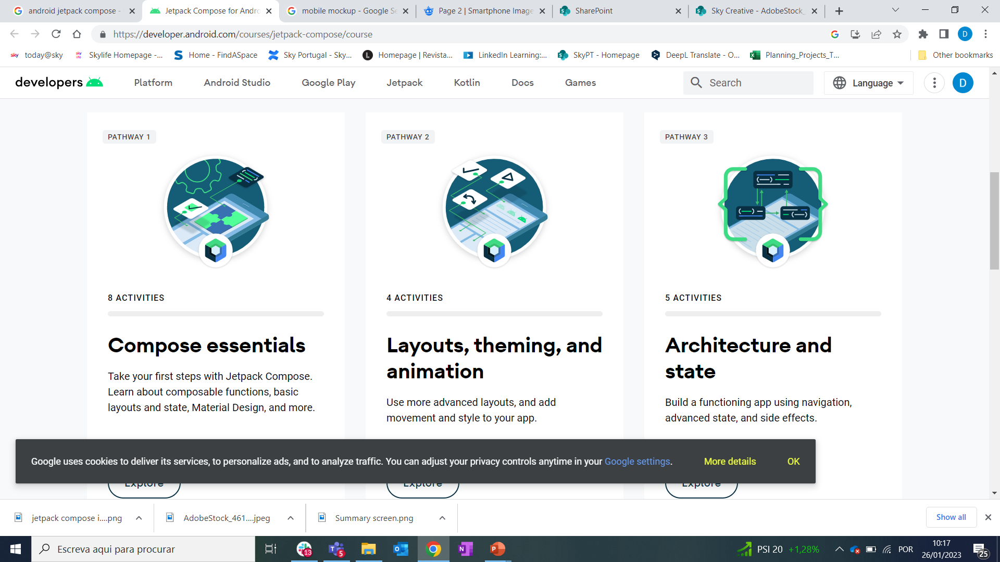 android jetpack compose -
Jetpack Compose for Andro
mobile mockup - Google Se
Page 2 | Smartphone Image
SharePoint
Sky Creative - AdobeStock_
https://developer.android.com/courses/jetpack-compose/course
D
sky today@sky
sky life Skylife Homepage -...
S Home - FindASpace
Sky Portugal - Sky...
L Homepage | Revista...
LinkedIn Learning:...
SkyPT - Homepage
DeepL Translate - O...
Planning_Projects_T...
Other bookmarks
developers
Platform
Android Studio
Google Play
Jetpack
Kotlin
Docs
Games
Search
Language
D
PATHWAY 1
8 ACTIVITIES
Compose essentials
Take your first steps with Jetpack Compose.
Learn about composable functions, basic
layouts and state, Material Design, and more.
Explore
PATHWAY 2
4 ACTIVITIES
Layouts, theming, and
animation
Use more advanced layouts, and add
movement and style to your app.
Explore
PATHWAY 3
5 ACTIVITIES
Architecture and
state
Build a functioning app using navigation,
advanced state, and side effects.
Explore
Google uses cookies to deliver its services, to personalize ads, and to analyze traffic. You can adjust your privacy controls anytime in your Google settings.
More details
OK
jetpack compose i....png
AdobeStock_461....jpeg
Summary screen.png
Show all
Escreva aqui para procurar
13
5
PSI 20 +1,28%
POR
10:17
26/01/2023
25